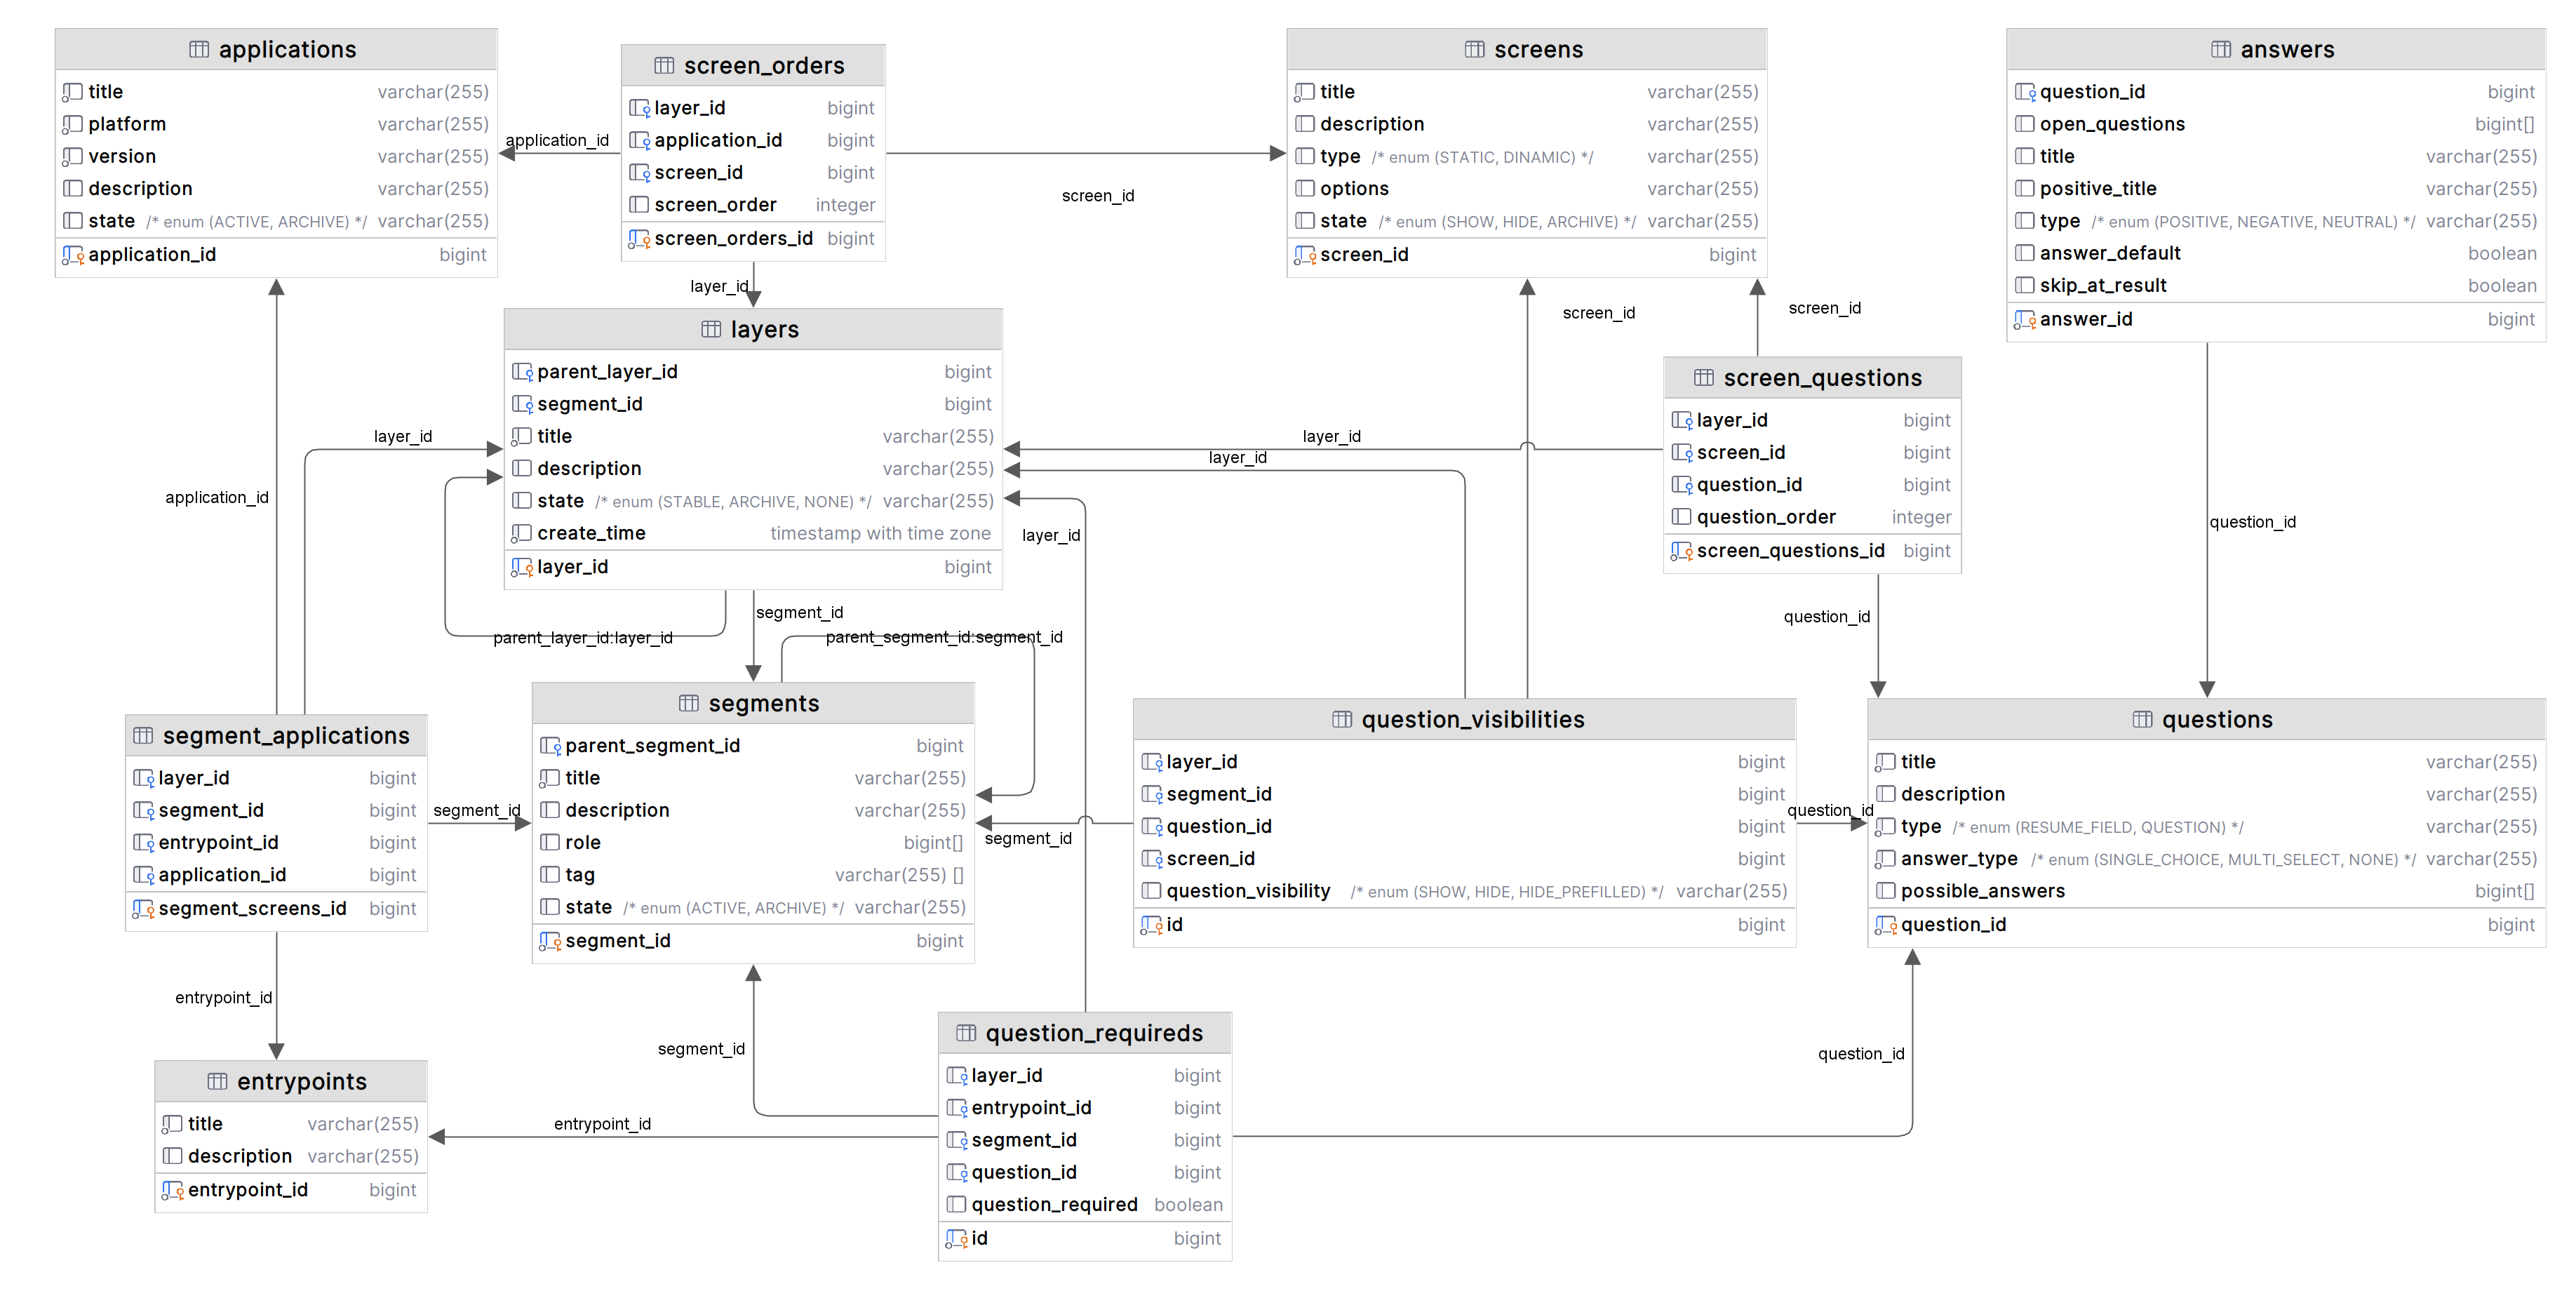 applications
title varchar(255)
platform varchar(255)
version varchar(255)
description varchar(255)
state /* enum (ACTIVE, ARCHIVE) */ varchar(255)
application_id bigint
application_id
screen_orders
layer_id bigint
application_id bigint
screen_id bigint
screen_order integer
screen_orders_id bigint
screen_id
layer_id
screens
title varchar(255)
description varchar(255)
type /* enum (STATIC, DINAMIC) */ varchar(255)
options varchar(255)
state /* enum (SHOW, HIDE, ARCHIVE) */ varchar(255)
screen_id bigint
screen_id
screen_id
answers
question_id bigint
open_questions bigint[]
title varchar(255)
positive_title varchar(255)
type /* enum (POSITIVE, NEGATIVE, NEUTRAL) */ varchar(255)
answer_default boolean
skip_at_result boolean
answer_id bigint
question_id
layers
parent_layer_id bigint
segment_id bigint
title varchar(255)
description varchar(255)
state /* enum (STABLE, ARCHIVE, NONE) */ varchar(255)
create_time timestamp with time zone
layer_id bigint
layer_id
application_id
layer_id
layer_id
layer_id
segment_id
parent_layer_id:layer_id
parent_segment_id:segment_id
screen_questions
layer_id bigint
screen_id bigint
question_id bigint
question_order integer
screen_questions_id bigint
question_id
segment_applications
layer_id bigint
segment_id bigint
entrypoint_id bigint
application_id bigint
segment_screens_id bigint
segment_id
entrypoint_id
segments
parent_segment_id bigint
title varchar(255)
description varchar(255)
role bigint[]
tag varchar(255) []
state /* enum (ACTIVE, ARCHIVE) */ varchar(255)
segment_id bigint
segment_id
question_visibilities
layer_id bigint
segment_id bigint
question_id bigint
screen_id bigint
question_visibility /* enum (SHOW, HIDE, HIDE_PREFILLED) */ varchar(255)
id bigint
question_id
questions
title varchar(255)
description varchar(255)
type /* enum (RESUME_FIELD, QUESTION) */ varchar(255)
answer_type /* enum (SINGLE_CHOICE, MULTI_SELECT, NONE) */ varchar(255)
possible_answers bigint[]
question_id bigint
entrypoints
title varchar(255)
description varchar(255)
entrypoint_id bigint
segment_id
entrypoint_id
question_requireds
layer_id bigint
entrypoint_id bigint
segment_id bigint
question_id bigint
question_required boolean
id bigint
question_id